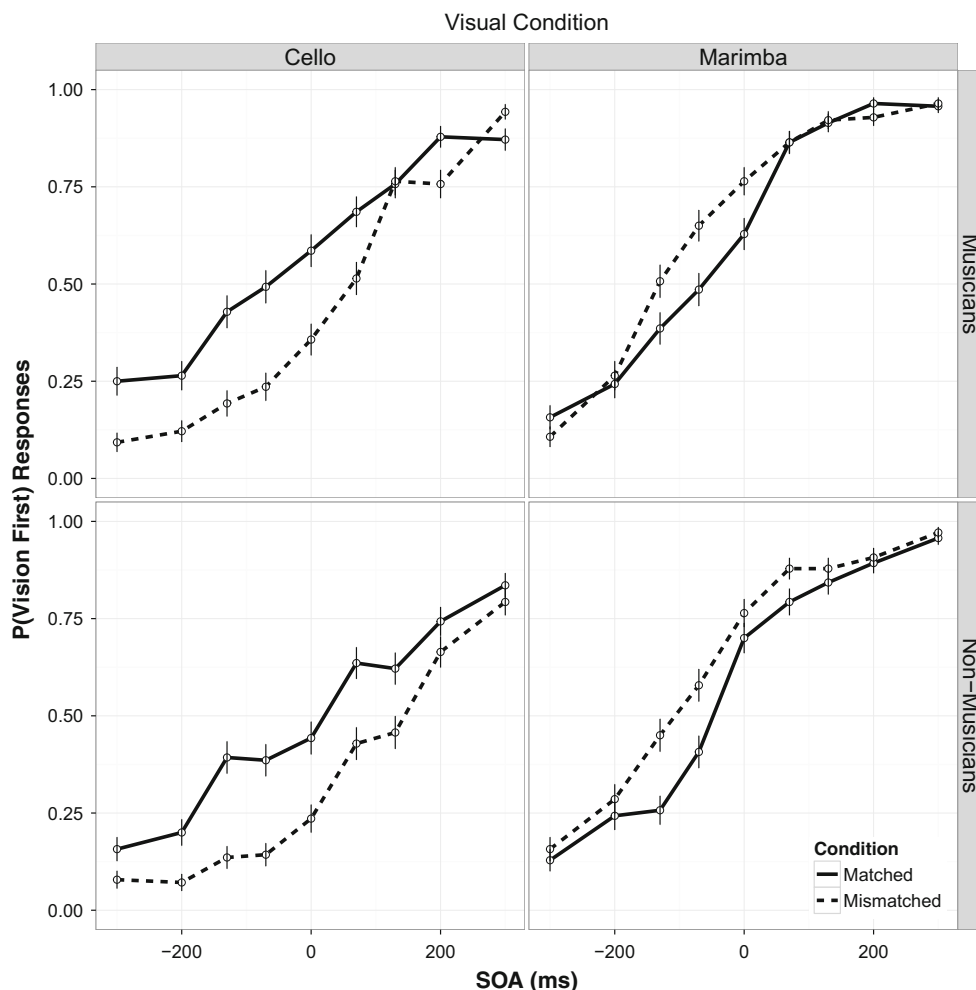 Visual Condition
Cello
Marimba
1.00
0.75
0.50
0.25
0.00
Musicians
1.00
0.75
0.50
0.25
0.00
Non−Musicians
P(Vision First) Responses
Condition
Matched
Mismatched
−200
0
200
−200
0
200
SOA (ms)